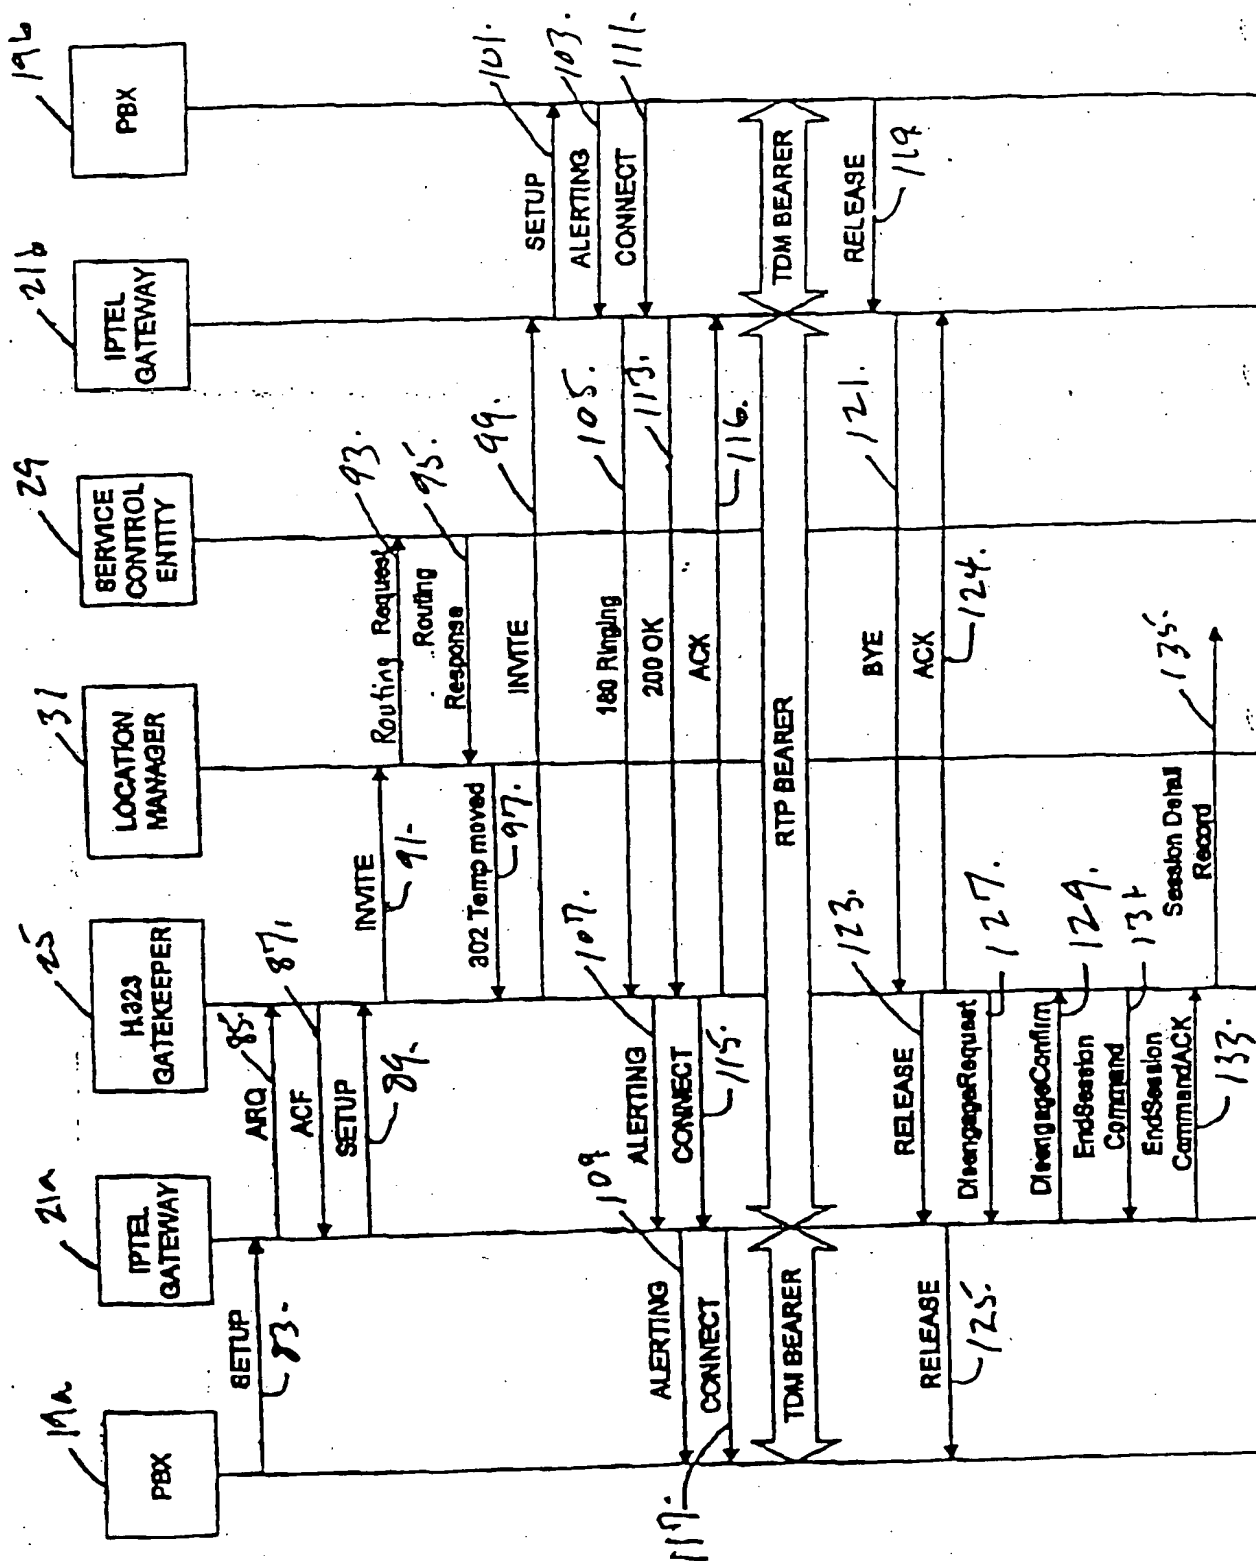 19a
PBX
21a
IPTEL
GATEWAY
25
H.323
GATEKEEPER
31
LOCATION
MANAGER
29
SERVICE
CONTROL
ENTITY
21b
IPTEL
GATEWAY
19b
PBX
SETUP
83.
ARQ
85.
ACF
87.
SETUP
89.
INVITE
91.
Routing Request
93.
Routing
Response
95.
302 Temp moved
97.
INVITE
99.
SETUP
101.
ALERTING
103.
180 Ringing
105.
ALERTING
107.
ALERTING
109
CONNECT
111.
200 OK
113.
CONNECT
115.
ACK
116.
CONNECT
117.
TDM BEARER
RTP BEARER
TDM BEARER
RELEASE
119.
BYE
121.
RELEASE
123.
ACK
124.
RELEASE
125.
DisengageRequest
127.
DisengageConfirm
129.
EndSession
Command
131
EndSession
CommandACK
133.
Session Detail
Record
135.